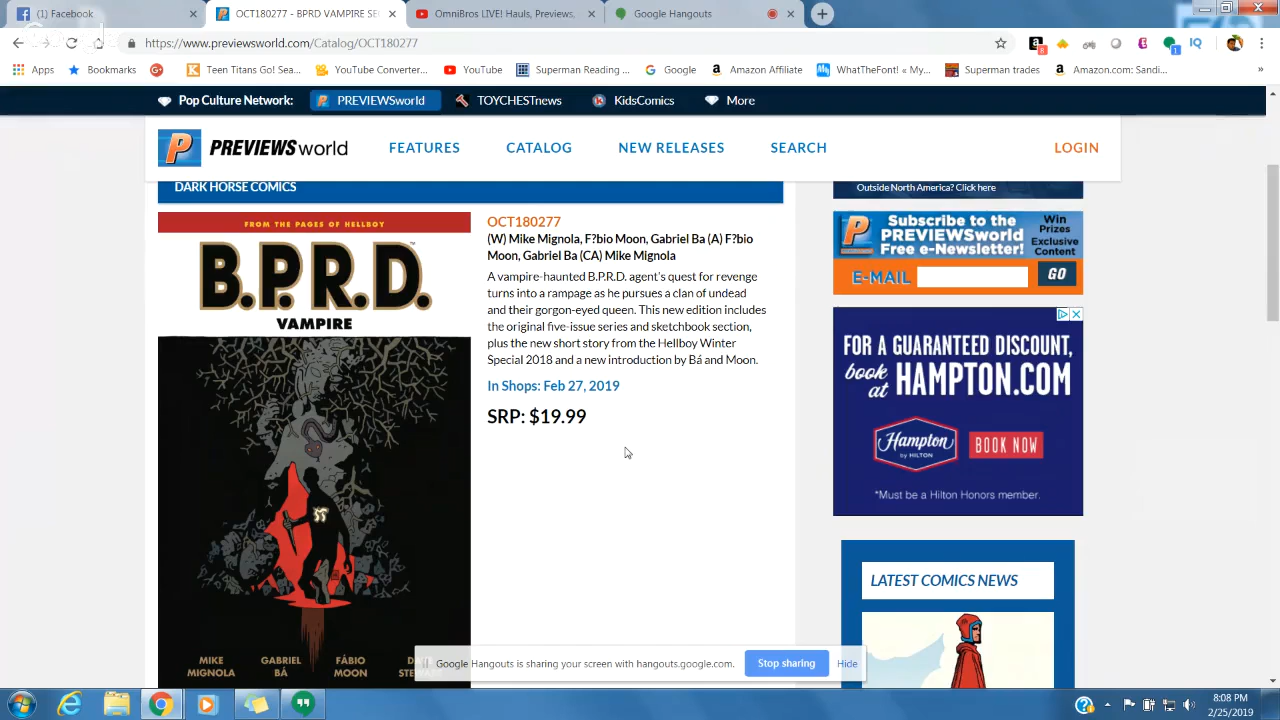 (1) Facebook
OCT180277 - BPRD VAMPIRE SE
OmniBros LIVE! Hauls, Previews,
Google Hangouts
https://www.previewsworld.com/Catalog/OCT180277
8
1
IQ
Apps
Bookmarks
Teen Titans Go! Sea...
YouTube Converter...
YouTube
Superman Reading ...
Google
Amazon Affiliate
WhatTheFont! « My...
Superman trades
Amazon.com: Sandi...
»
Pop Culture Network:
PREVIEWSworld
TOYCHESTnews
KidsComics
More
PREVIEWSworld
FEATURES
CATALOG
NEW RELEASES
SEARCH
LOGIN
DARK HORSE COMICS
FROM THE PAGES OF HELLBOY
B.P.R.D.™
VAMPIRE
MIKE MIGNOLA
GABRIEL BÁ
FÁBIO MOON
OCT180277
(W) Mike Mignola, F?bio Moon, Gabriel Ba (A) F?bio
Moon, Gabriel Ba (CA) Mike Mignola
A vampire-haunted B.P.R.D. agent's quest for revenge
turns into a rampage as he pursues a clan of undead
and their gorgon-eyed queen. This new edition includes
the original five-issue series and sketchbook section,
plus the new short story from the Hellboy Winter
Special 2018 and a new introduction by Bá and Moon.
In Shops: Feb 27, 2019
SRP: $19.99
Outside North America? Click here
Subscribe to the
PREVIEWSworld
Free e-Newsletter!
Win
Prizes
Exclusive
Content
E-MAIL
GO
FOR A GUARANTEED DISCOUNT,
book at HAMPTON.COM
Hampton
by HILTON
BOOK NOW
*Must be a Hilton Honors member.
LATEST COMICS NEWS
Google Hangouts is sharing your screen with hangouts.google.com.
Stop sharing
Hide
8:08 PM
2/25/2019